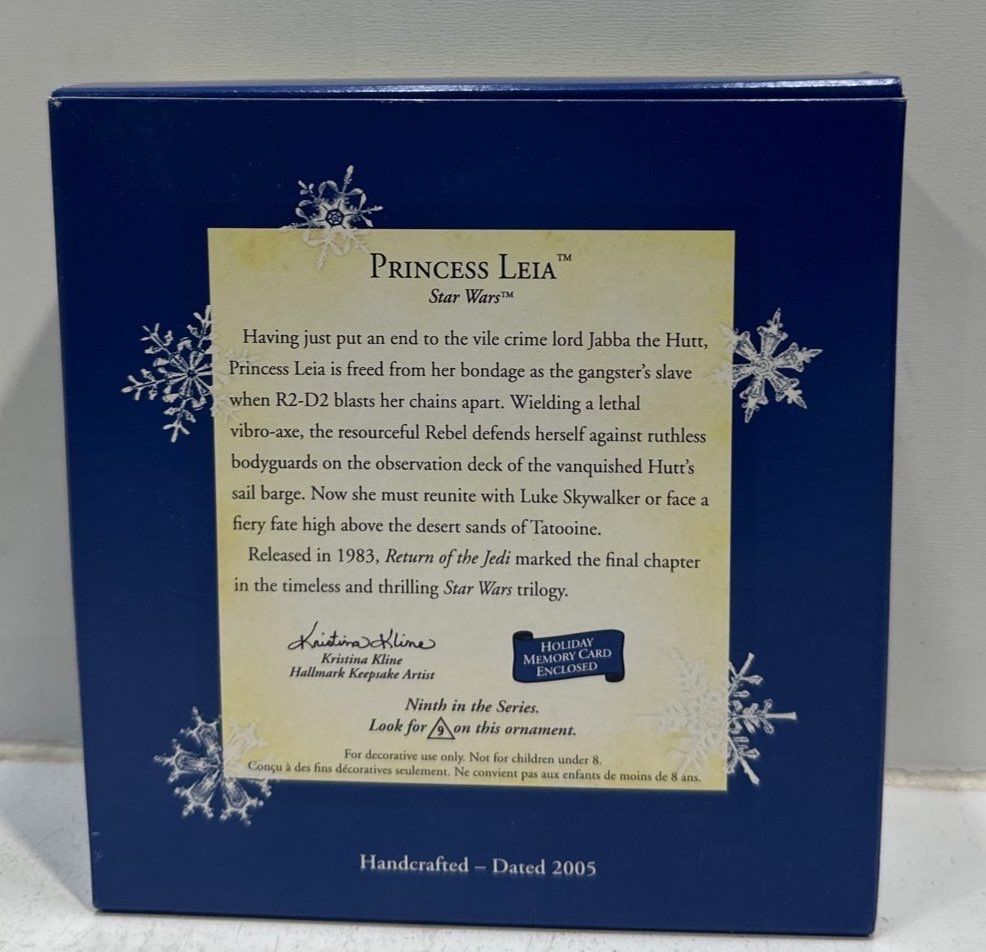 PRINCESS LEIA™
Star Wars™
Having just put an end to the vile crime lord Jabba the Hutt,
Princess Leia is freed from her bondage as the gangster's slave
when R2-D2 blasts her chains apart. Wielding a lethal
vibro-axe, the resourceful Rebel defends herself against ruthless
bodyguards on the observation deck of the vanquished Hutt's
sail barge. Now she must reunite with Luke Skywalker or face a
fiery fate high above the desert sands of Tatooine.
Released in 1983, Return of the Jedi marked the final chapter
in the timeless and thrilling Star Wars trilogy.
Kristina Kline
Kristina Kline
Hallmark Keepsake Artist
HOLIDAY
MEMORY CARD
ENCLOSED
Ninth in the Series.
Look for 9 on this ornament.
For decorative use only. Not for children under 8.
Conçu à des fins décoratives seulement. Ne convient pas aux enfants de moins de 8 ans.
Handcrafted – Dated 2005